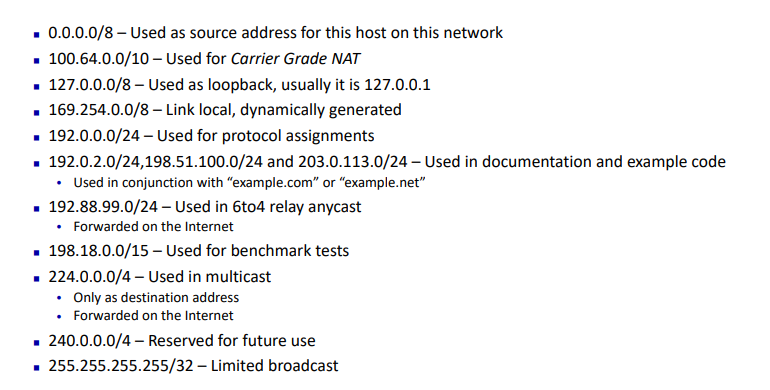 ▪ 0.0.0.0/8 – Used as source address for this host on this network
▪ 100.64.0.0/10 – Used for Carrier Grade NAT
▪ 127.0.0.0/8 – Used as loopback, usually it is 127.0.0.1
▪ 169.254.0.0/8 – Link local, dynamically generated
▪ 192.0.0.0/24 – Used for protocol assignments
▪ 192.0.2.0/24,198.51.100.0/24 and 203.0.113.0/24 – Used in documentation and example code
• Used in conjunction with “example.com” or “example.net”
▪ 192.88.99.0/24 – Used in 6to4 relay anycast
• Forwarded on the Internet
▪ 198.18.0.0/15 – Used for benchmark tests
▪ 224.0.0.0/4 – Used in multicast
• Only as destination address
• Forwarded on the Internet
▪ 240.0.0.0/4 – Reserved for future use
▪ 255.255.255.255/32 – Limited broadcast